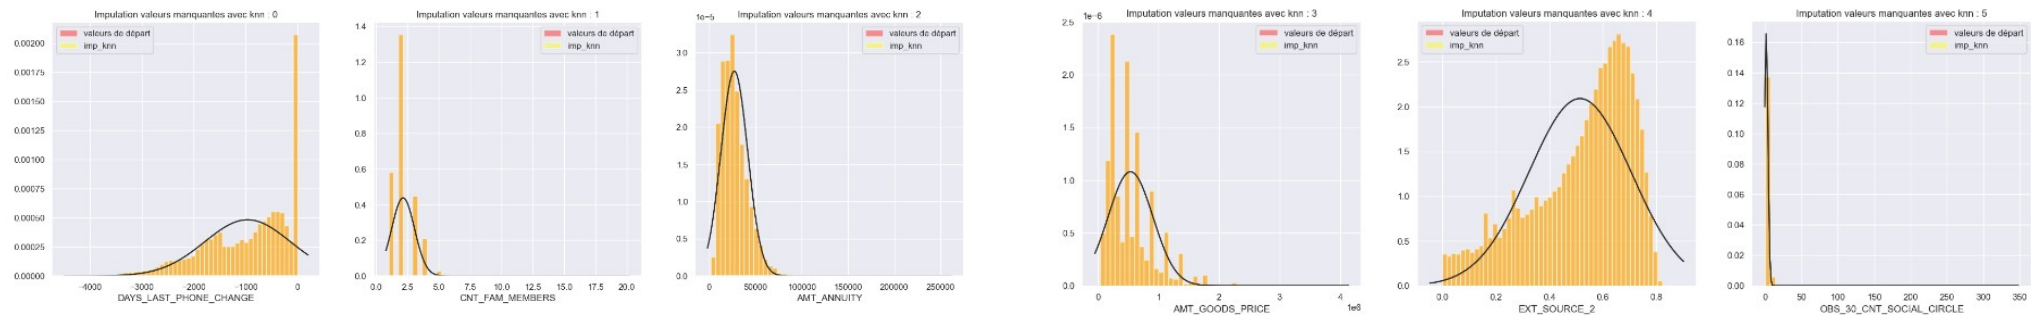 Imputation valeurs manquantes avec knn : 0
valeurs de départ
imp_knn
0.00200
0.00175
0.00150
0.00125
0.00100
0.00075
0.00050
0.00025
0.00000
-4000 -3000 -2000 -1000 0
DAYS_LAST_PHONE_CHANGE
Imputation valeurs manquantes avec knn : 1
valeurs de départ
imp_knn
1.4
1.2
1.0
0.8
0.6
0.4
0.2
0.0
0.0 2.5 5.0 7.5 10.0 12.5 15.0 17.5 20.0
CNT_FAM_MEMBERS
Imputation valeurs manquantes avec knn : 2
1e-5
valeurs de départ
imp_knn
3.0
2.5
2.0
1.5
1.0
0.5
0.0
0 50000 100000 150000 200000 250000
AMT_ANNUITY
Imputation valeurs manquantes avec knn : 3
1e-6
valeurs de départ
imp_knn
2.5
2.0
1.5
1.0
0.5
0.0
0 1 2 3 4
1e6
AMT_GOODS_PRICE
Imputation valeurs manquantes avec knn : 4
valeurs de départ
imp_knn
2.5
2.0
1.5
1.0
0.5
0.0
0.0 0.2 0.4 0.6 0.8
EXT_SOURCE_2
Imputation valeurs manquantes avec knn : 5
valeurs de départ
imp_knn
0.16
0.14
0.12
0.10
0.08
0.06
0.04
0.02
0.00
0 50 100 150 200 250 300 350
OBS_30_CNT_SOCIAL_CIRCLE